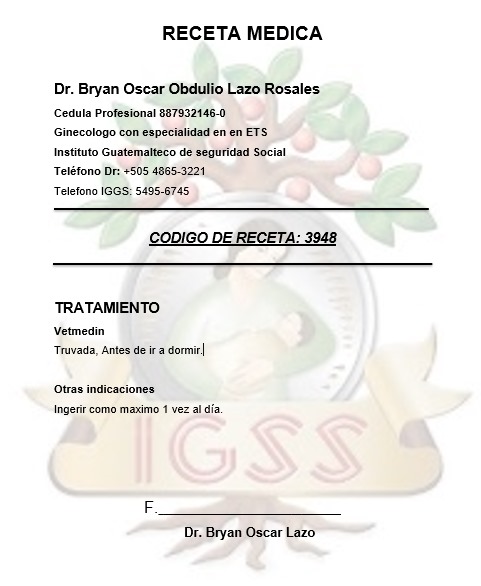 RECETA MEDICA
Dr. Bryan Oscar Obdulio Lazo Rosales
Cedula Profesional 887932146-0
Ginecologo con especialidad en en ETS
Instituto Guatemalteco de seguridad Social
Teléfono Dr: +505 4865-3221
Telefono IGGS: 5495-6745
CODIGO DE RECETA: 3948
TRATAMIENTO
Vetmedin
Truvada, Antes de ir a dormir.
Otras indicaciones
Ingerir como maximo 1 vez al día.
IGSS
F.______________________
Dr. Bryan Oscar Lazo